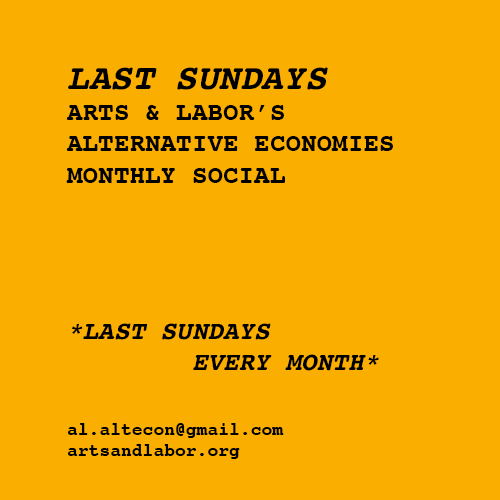 LAST SUNDAYS
ARTS & LABOR’S
ALTERNATIVE ECONOMIES
MONTHLY SOCIAL
*LAST SUNDAYS
EVERY MONTH*
al.altecon@gmail.com
artsandlabor.org